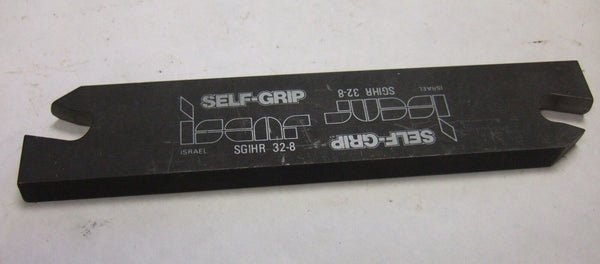 SELF-GRIP
iscar
ISRAEL
SGIHR 32-8
SELF-GRIP
iscar
ISRAEL
SGIHR 32-8